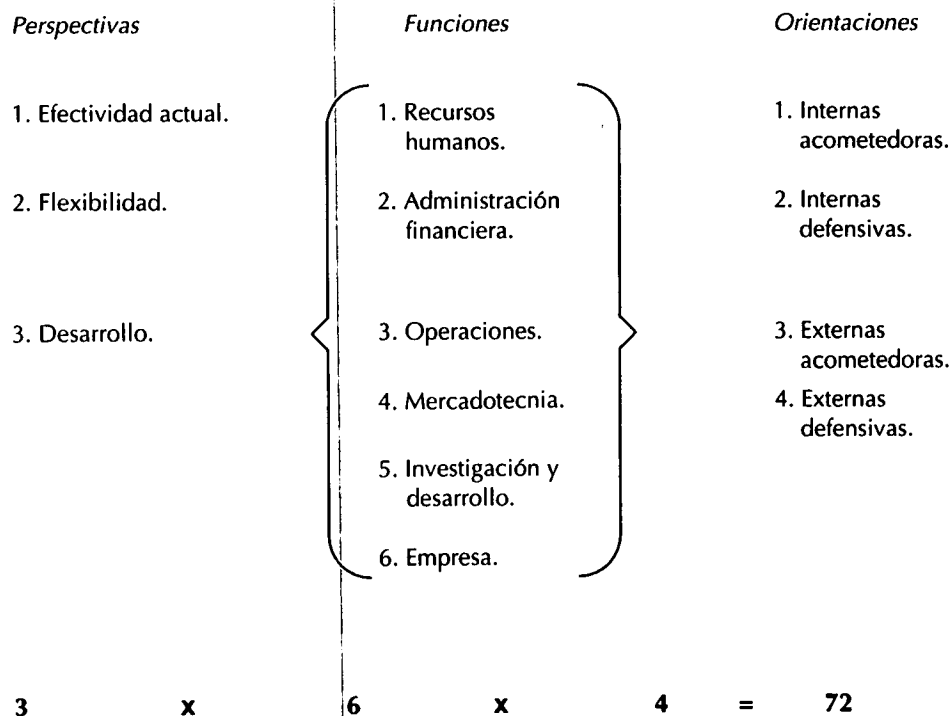 Perspectivas
1. Efectividad actual.
2. Flexibilidad.
3. Desarrollo.
Funciones
1. Recursos
humanos.
2. Administración
financiera.
3. Operaciones.
4. Mercadotecnia.
5. Investigación y
desarrollo.
6. Empresa.
Orientaciones
1. Internas
acometedoras.
2. Internas
defensivas.
3. Externas
acometedoras.
4. Externas
defensivas.
3 x 6 x 4 = 72